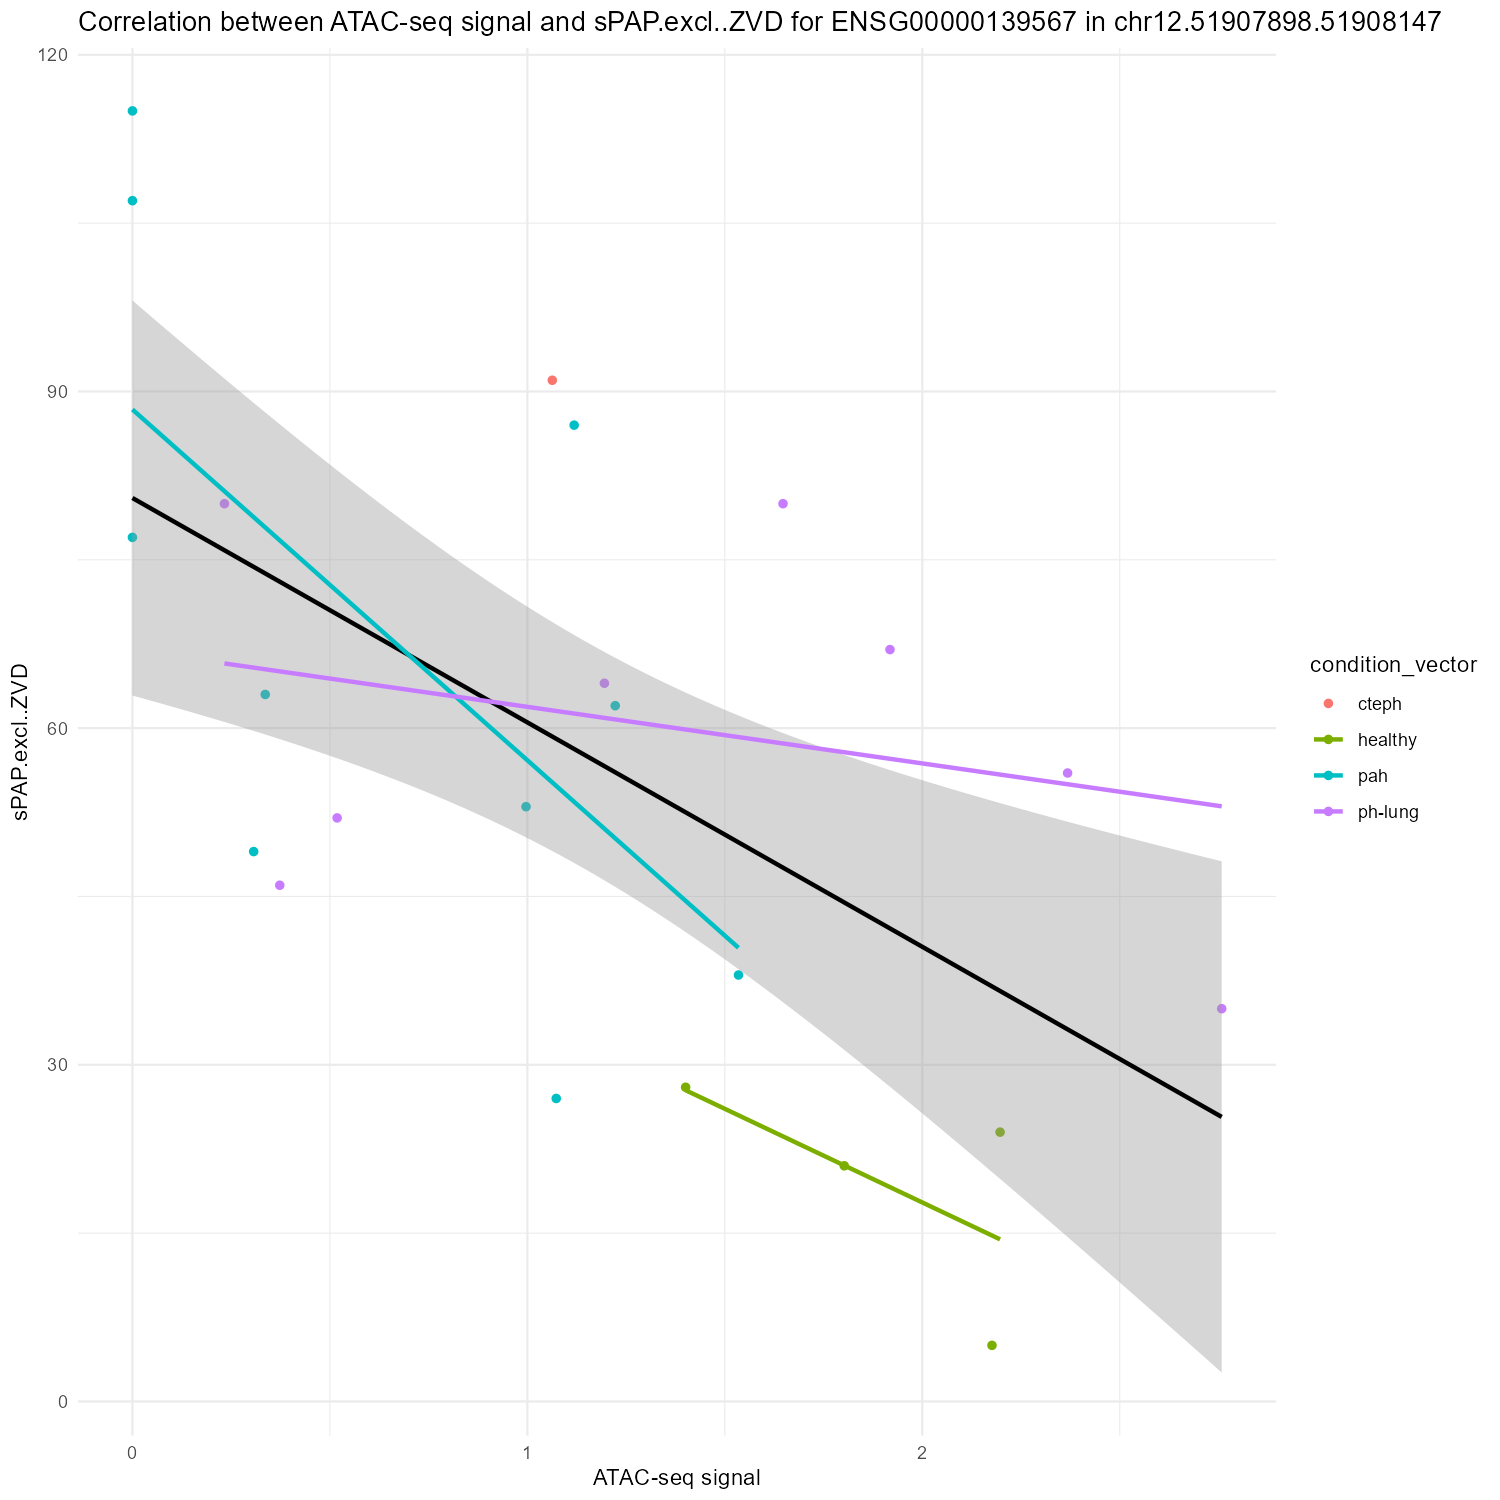 Correlation between ATAC-seq signal and sPAP.excl..ZVD for ENSG00000139567 in chr12.51907898.51908147
120
90
60
30
0
sPAP.excl..ZVD
0
1
2
ATAC-seq signal
condition_vector
cteph
healthy
pah
ph-lung